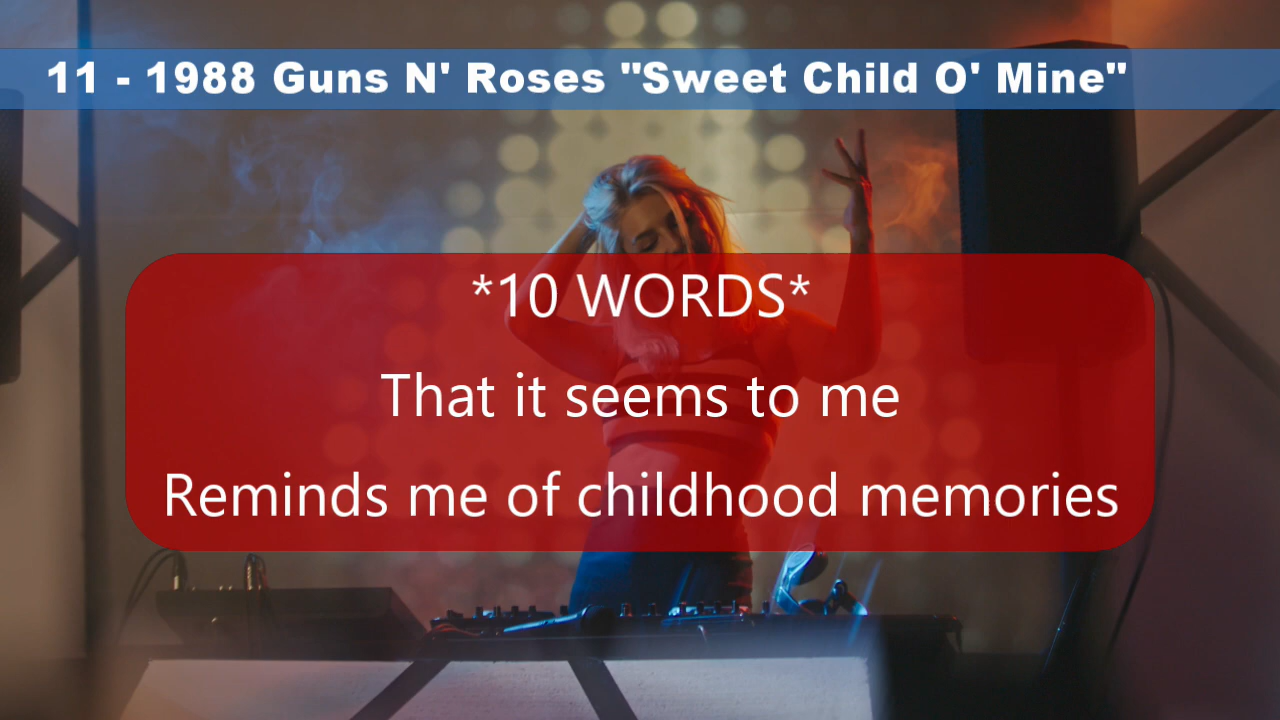 11 - 1988 Guns N' Roses "Sweet Child O' Mine"
*10 WORDS*
That it seems to me
Reminds me of childhood memories